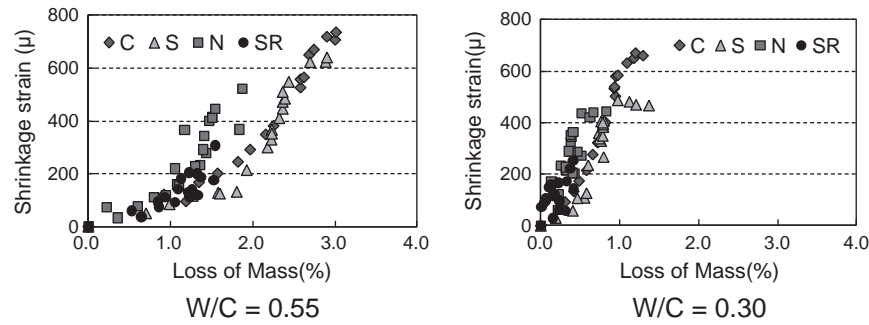 Shrinkage strain (μ)
800
600
400
200
0
C S N SR
0.0 1.0 2.0 3.0 4.0
Loss of Mass(%)
W/C = 0.55
Shrinkage strain (μ)
800
600
400
200
0
C S N SR
0.0 1.0 2.0 3.0 4.0
Loss of Mass(%)
W/C = 0.30